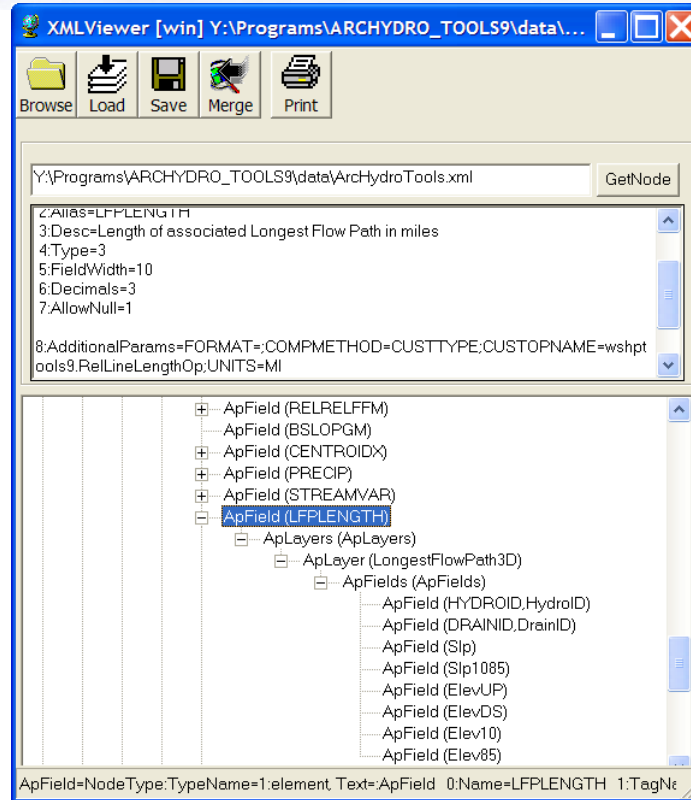 XMLViewer [win] Y:\Programs\ARCHYDRO_TOOLS9\data\...
Browse Load Save Merge Print
Y:\Programs\ARCHYDRO_TOOLS9\data\ArcHydroTools.xml GetNode
2:Alias=LFPLENGTH
3:Desc=Length of associated Longest Flow Path in miles
4:Type=3
5:FieldWidth=10
6:Decimals=3
7:AllowNull=1
8:AdditionalParams=FORMAT=;COMPMETHOD=CUSTTYPE;CUSTOPNAME=wshpt
ools9.RelLineLengthOp;UNITS=MI
ApField (RELRELFFM)
ApField (BSLOPGM)
ApField (CENTROIDX)
ApField (PRECIP)
ApField (STREAMVAR)
ApField (LFPLENGTH)
ApLayers (ApLayers)
ApLayer (LongestFlowPath3D)
ApFields (ApFields)
ApField (HYDROID,HydroID)
ApField (DRAINID,DrainID)
ApField (Slp)
ApField (Slp1085)
ApField (ElevUP)
ApField (ElevDS)
ApField (Elev10)
ApField (Elev85)
ApField=NodeType:TypeName=1:element, Text=:ApField 0:Name=LFPLENGTH 1:TagNa